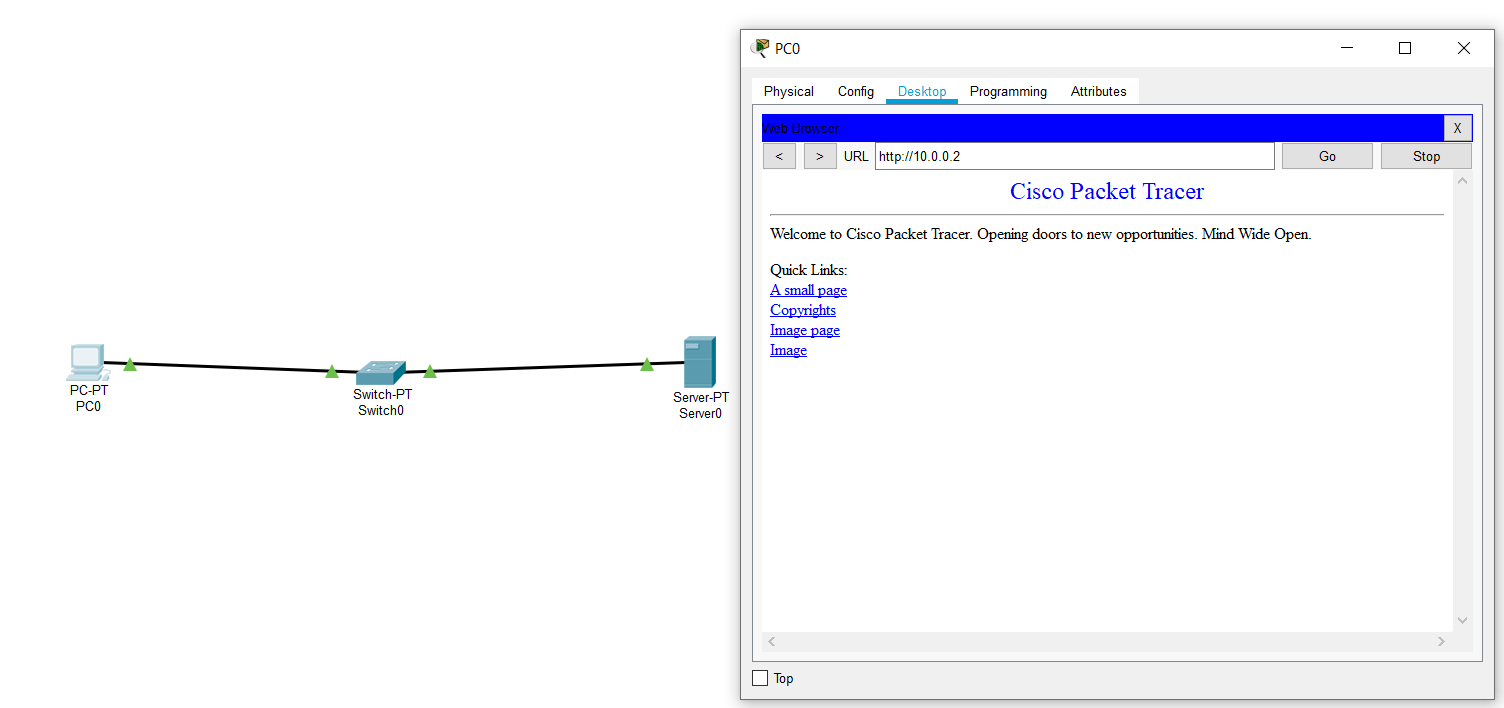 PC-PT
PC0
Switch-PT
Switch0
Server-PT
Server0
PC0
Physical Config Desktop Programming Attributes
Web Browser
X
< > URL http://10.0.0.2 Go Stop
Cisco Packet Tracer
Welcome to Cisco Packet Tracer. Opening doors to new opportunities. Mind Wide Open.
Quick Links:
A small page
Copyrights
Image page
Image
Top